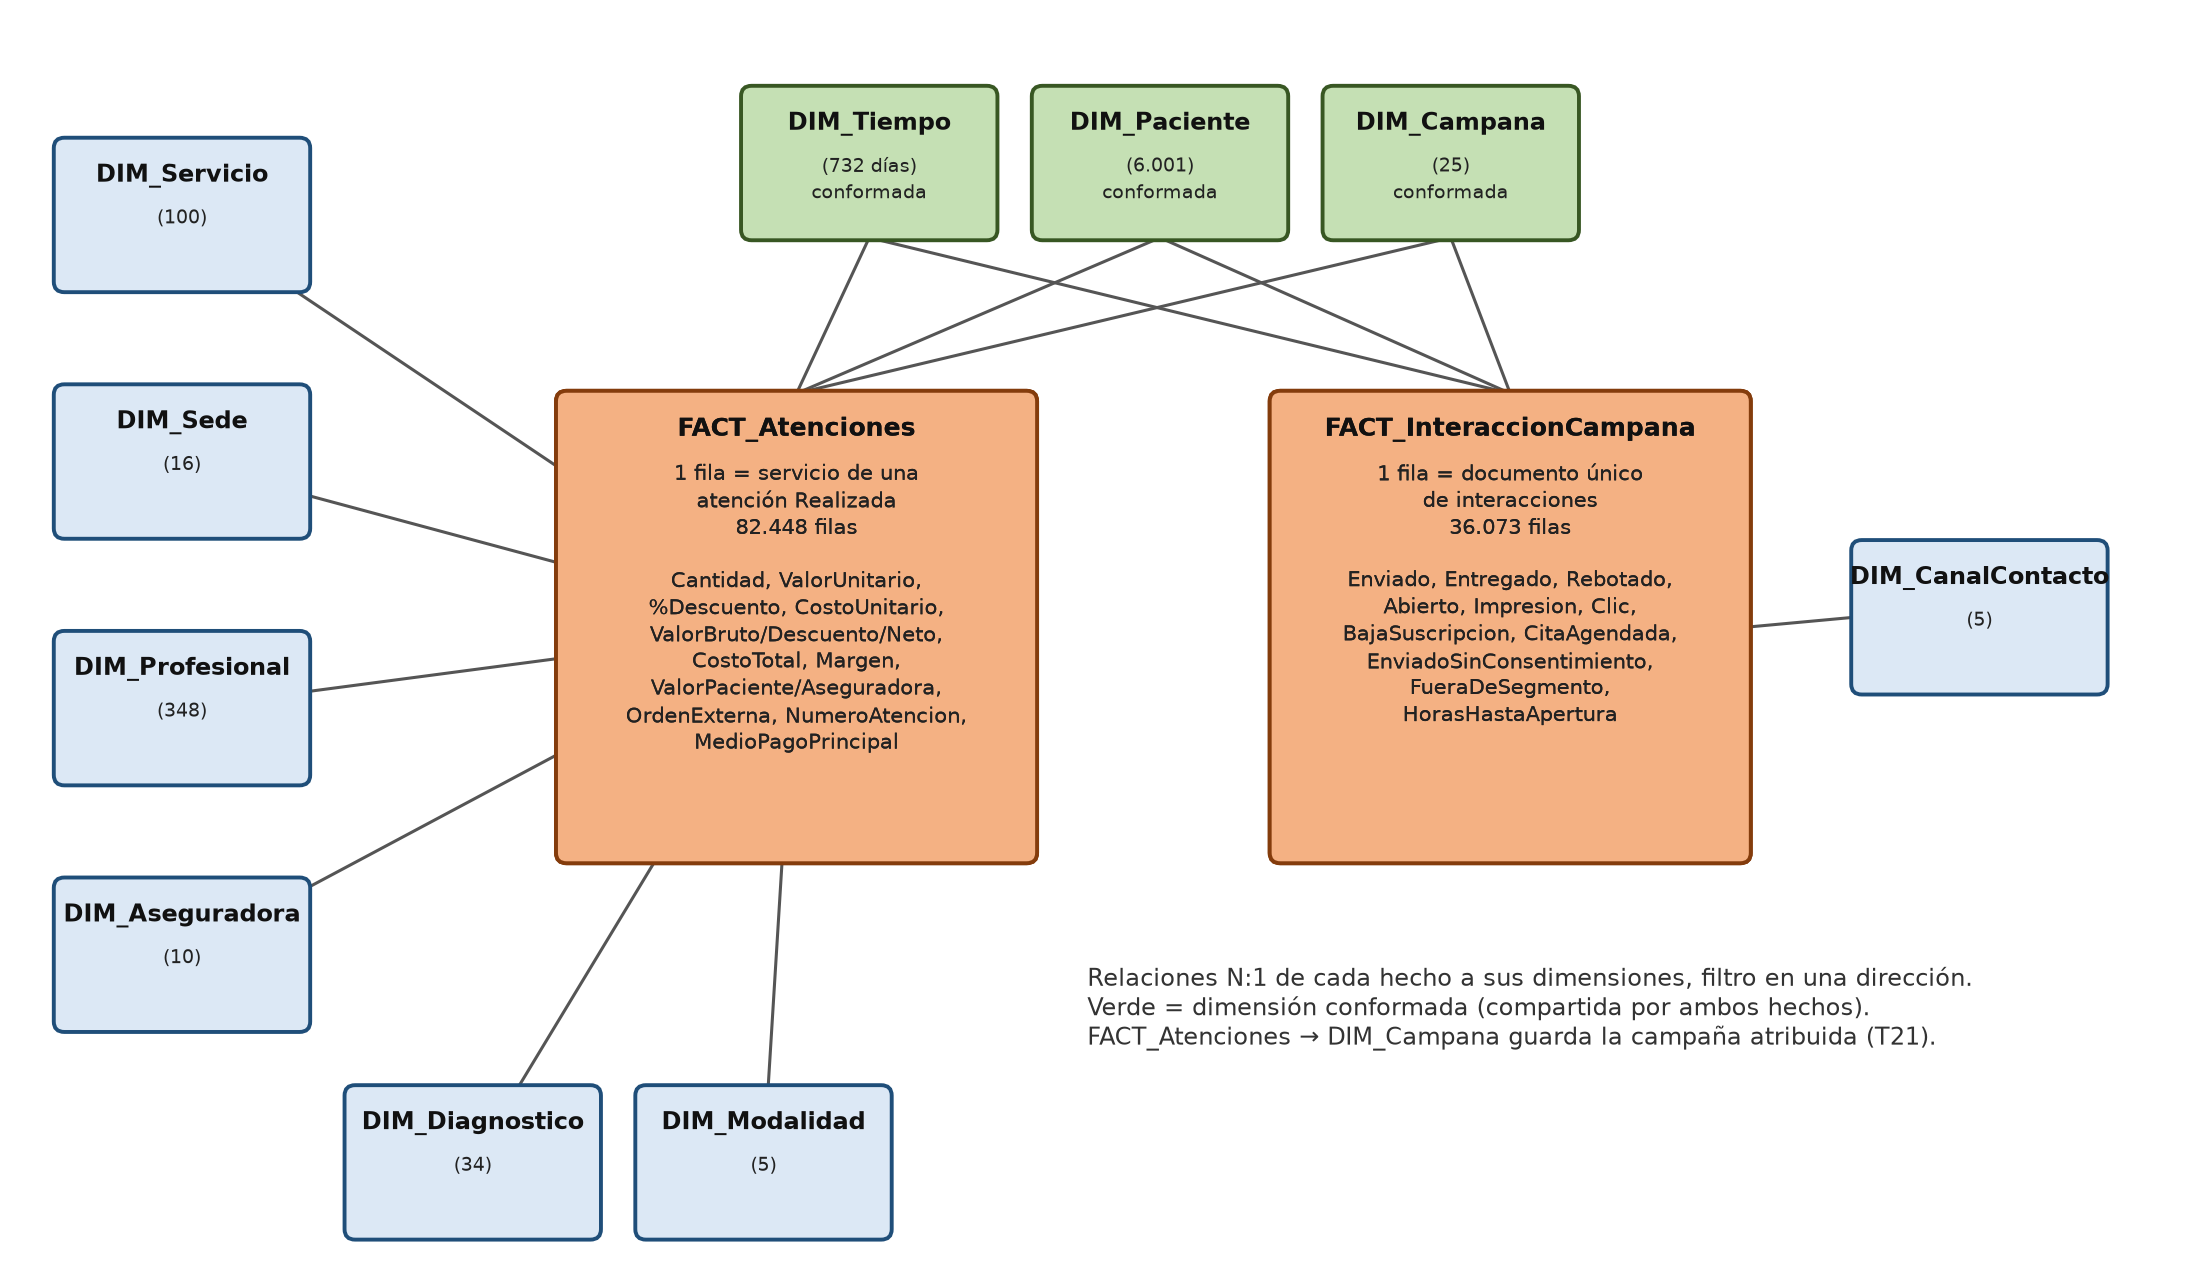 DIM_Tiempo
(732 días)
conformada
DIM_Paciente
(6.001)
conformada
DIM_Campana
(25)
conformada
DIM_Servicio
(100)
DIM_Sede
(16)
DIM_Profesional
(348)
DIM_Aseguradora
(10)
FACT_Atenciones
1 fila = servicio de una
atención Realizada
82.448 filas
Cantidad, ValorUnitario,
%Descuento, CostoUnitario,
ValorBruto/Descuento/Neto,
CostoTotal, Margen,
ValorPaciente/Aseguradora,
OrdenExterna, NumeroAtencion,
MedioPagoPrincipal
FACT_InteraccionCampana
1 fila = documento único
de interacciones
36.073 filas
Enviado, Entregado, Rebotado,
Abierto, Impresion, Clic,
BajaSuscripcion, CitaAgendada,
EnviadoSinConsentimiento,
FueraDeSegmento,
HorasHastaApertura
DIM_CanalContacto
(5)
DIM_Diagnostico
(34)
DIM_Modalidad
(5)
Relaciones N:1 de cada hecho a sus dimensiones, filtro en una dirección.
Verde = dimensión conformada (compartida por ambos hechos).
FACT_Atenciones → DIM_Campana guarda la campaña atribuida (T21).